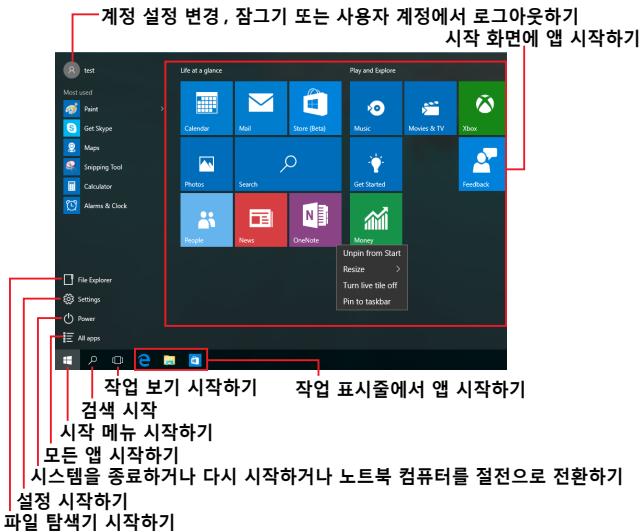 계정 설정 변경, 잠그기 또는 사용자 계정에서 로그아웃하기
시작 화면에 앱 시작하기
test
Life at a glance
Play and Explore
Most used
Paint
Get Skype
Maps
Snipping Tool
Calculator
Alarms & Clock
Calendar
Mail
Store (Beta)
Music
Movies & TV
Xbox
Photos
Search
Get Started
Feedback
People
News
OneNote
Money
Unpin from Start
Resize
Turn live tile off
Pin to taskbar
File Explorer
Settings
Power
All apps
작업 보기 시작하기
작업 표시줄에서 앱 시작하기
검색 시작
시작 메뉴 시작하기
모든 앱 시작하기
시스템을 종료하거나 다시 시작하거나 노트북 컴퓨터를 절전으로 전환하기
설정 시작하기
파일 탐색기 시작하기